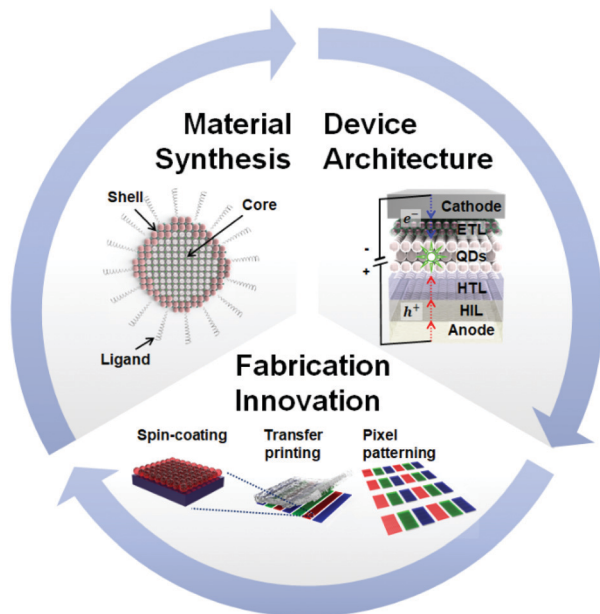 Material
Synthesis
Shell
Core
Ligand
Device
Architecture
Cathode
e⁻
ETL
-
QDs
+
HTL
h⁺
HIL
Anode
Fabrication
Innovation
Spin-coating
Transfer
printing
Pixel
patterning